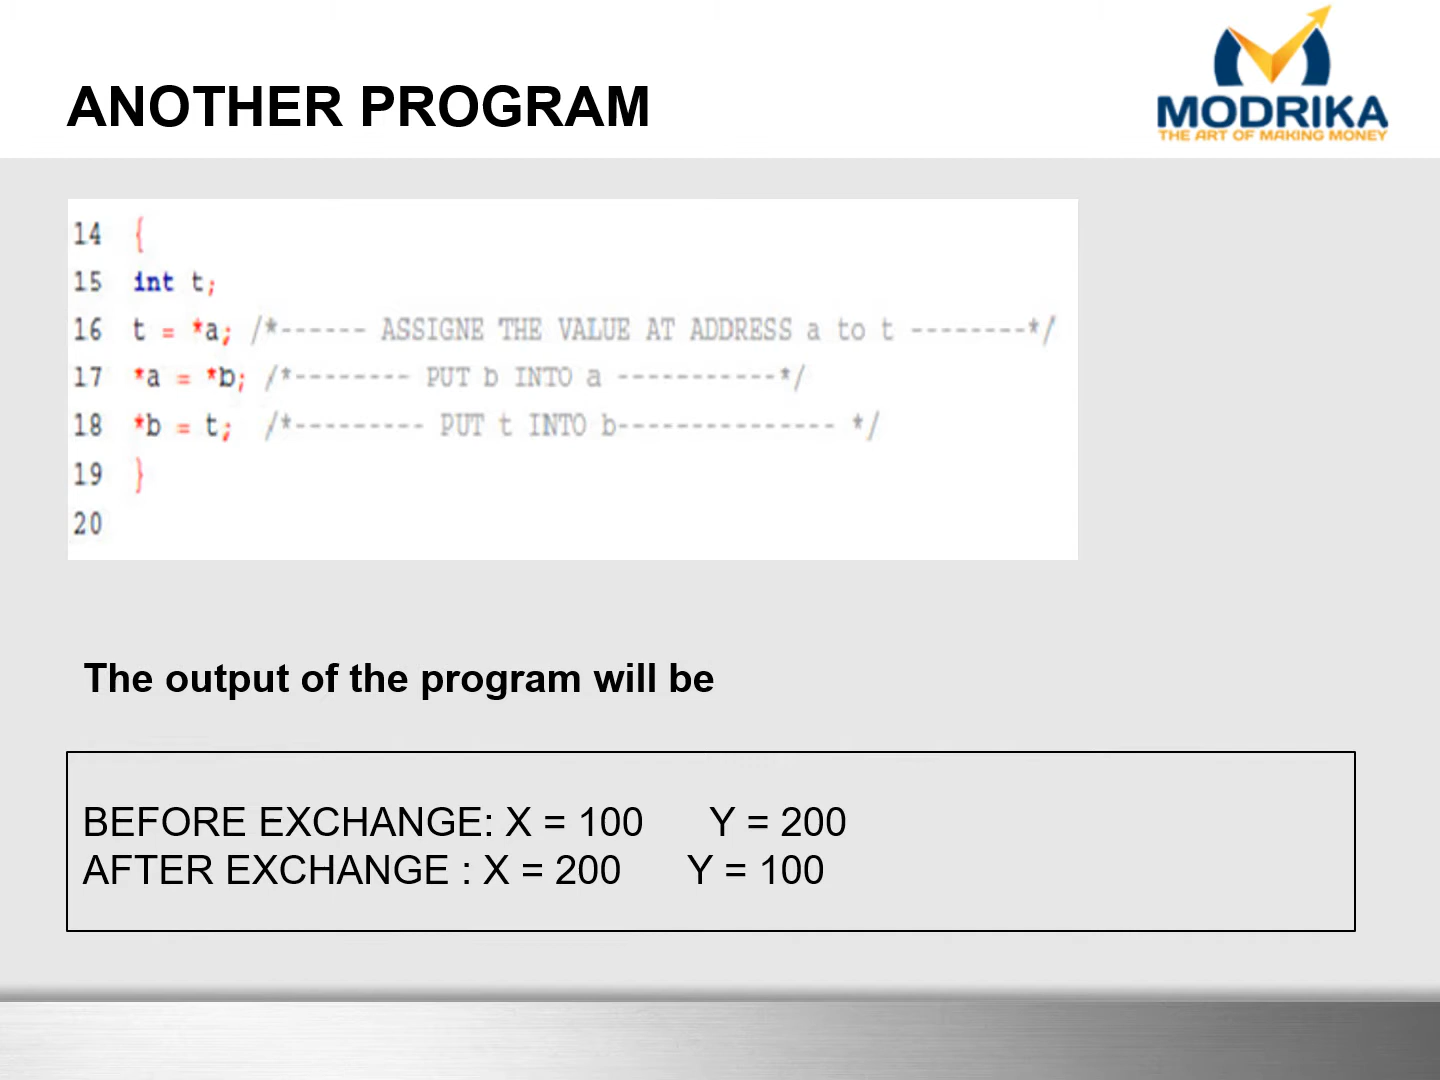 ANOTHER PROGRAM
MODRIKA
THE ART OF MAKING MONEY
14 {
15 int t;
16 t = *a; /*------ ASSIGNE THE VALUE AT ADDRESS a to t --------*/
17 *a = *b; /*-------- PUT b INTO a -----------*/
18 *b = t; /*--------- PUT t INTO b--------------- */
19 }
20
The output of the program will be
BEFORE EXCHANGE: X = 100 Y = 200
AFTER EXCHANGE : X = 200 Y = 100